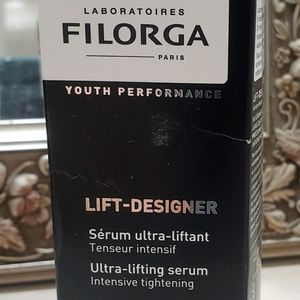 LABORATOIRES
FILORGA
PARIS
YOUTH PERFORMANCE
LIFT-DESIGNER
Sérum ultra-liftant
Tenseur intensif
Ultra-lifting serum
Intensive tightening